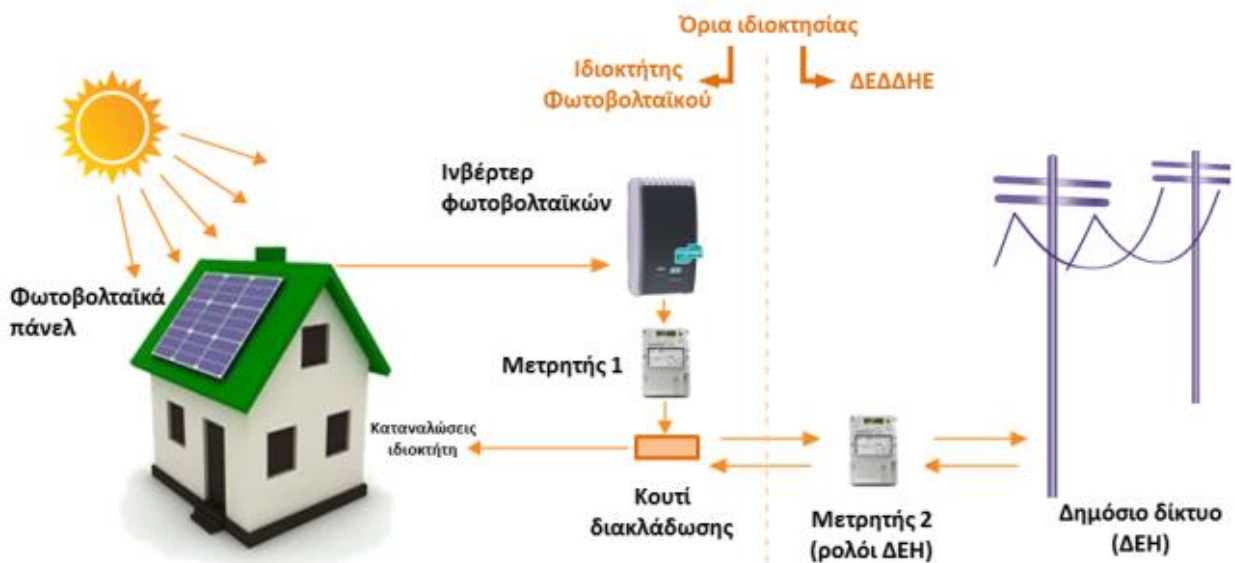 Όρια ιδιοκτησίας
Ιδιοκτήτης
Φωτοβολταϊκού
ΔΕΔΔΗΕ
Ινβέρτερ
φωτοβολταϊκών
Φωτοβολταϊκά
πάνελ
Μετρητής 1
Καταναλώσεις
ιδιοκτήτη
Κουτί
διακλάδωσης
Μετρητής 2
(ρολόι ΔΕΗ)
Δημόσιο δίκτυο
(ΔΕΗ)